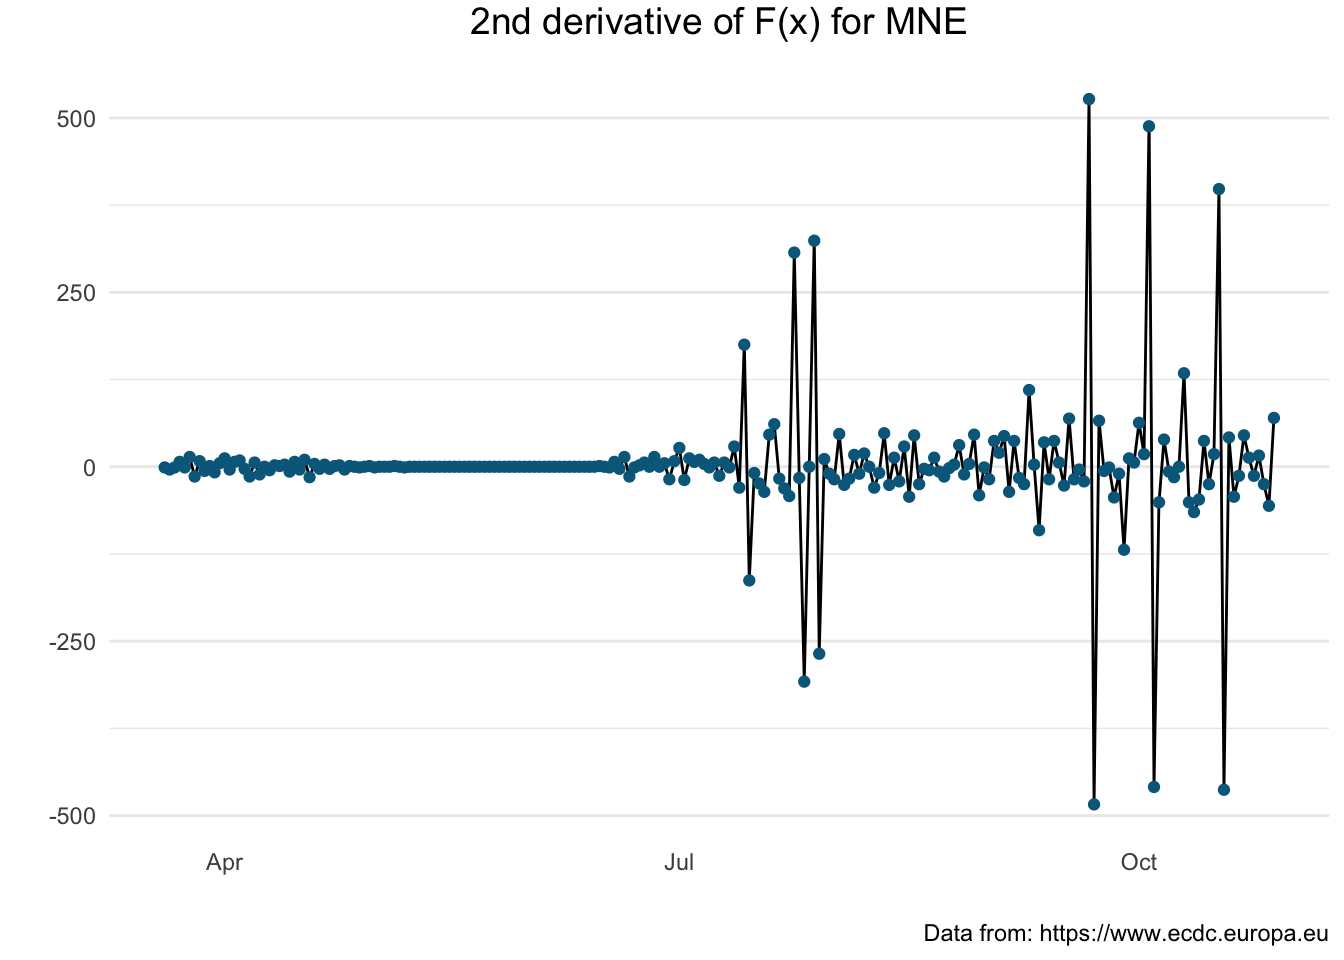 2nd derivative of F(x) for MNE
500
250
0
-250
-500
Apr Jul Oct
Data from: https://www.ecdc.europa.eu